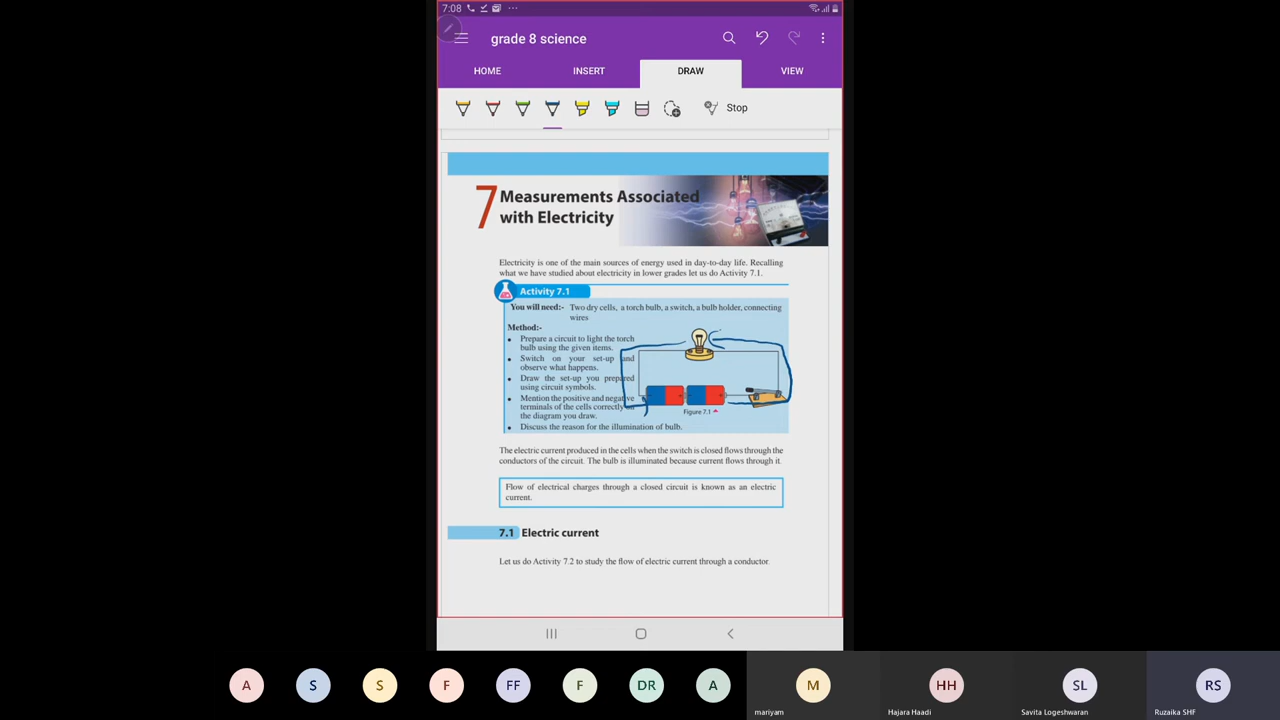 7:08
grade 8 science
HOME INSERT DRAW VIEW
Stop
7 Measurements Associated
with Electricity
Electricity is one of the main sources of energy used in day-to-day life. Recalling
what we have studied about electricity in lower grades let us do Activity 7.1.
Activity 7.1
You will need:- Two dry cells, a torch bulb, a switch, a bulb holder, connecting
wires
Method:-
• Prepare a circuit to light the torch
bulb using the given items.
• Switch on your set-up and
observe what happens.
• Draw the set-up you prepared
using circuit symbols.
• Mention the positive and negative
terminals of the cells correctly on
the diagram you draw.
Figure 7.1
• Discuss the reason for the illumination of bulb.
The electric current produced in the cells when the switch is closed flows through the
conductors of the circuit. The bulb is illuminated because current flows through it.
Flow of electrical charges through a closed circuit is known as an electric
current.
7.1 Electric current
Let us do Activity 7.2 to study the flow of electric current through a conductor
A S S F FF F DR A M HH SL RS
mariyam Hajara Haadi Savita Logeshwaran Ruzaika SHF